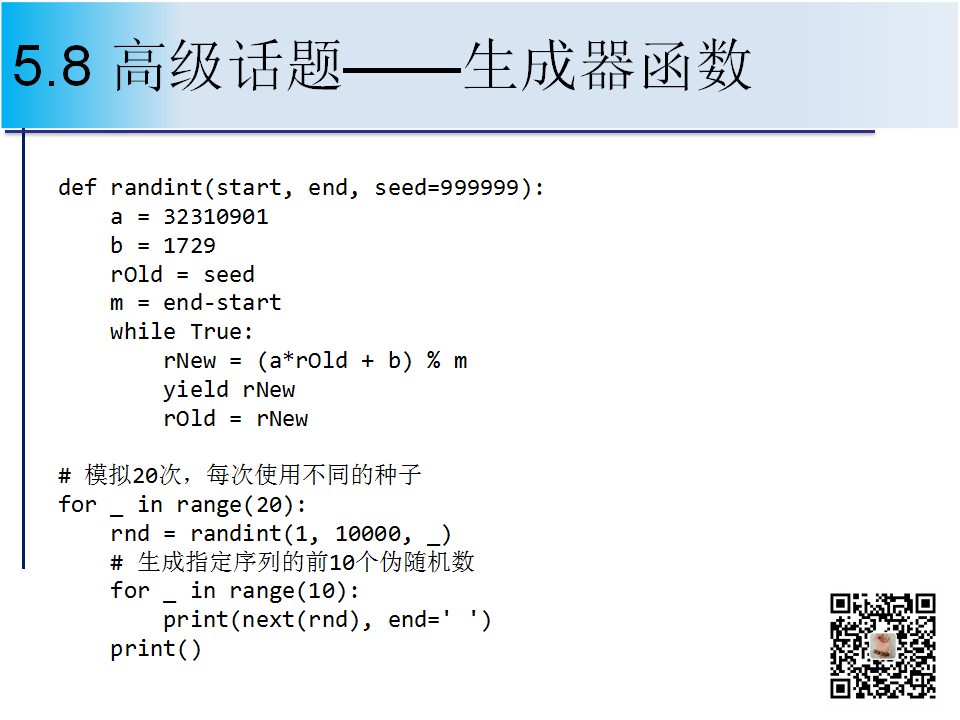 5.8 高级话题——生成器函数
def randint(start, end, seed=999999):
    a = 32310901
    b = 1729
    rOld = seed
    m = end-start
    while True:
        rNew = (a*rOld + b) % m
        yield rNew
        rOld = rNew
# 模拟20次，每次使用不同的种子
for _ in range(20):
    rnd = randint(1, 10000, _)
    # 生成指定序列的前10个伪随机数
    for _ in range(10):
        print(next(rnd), end=' ')
    print()